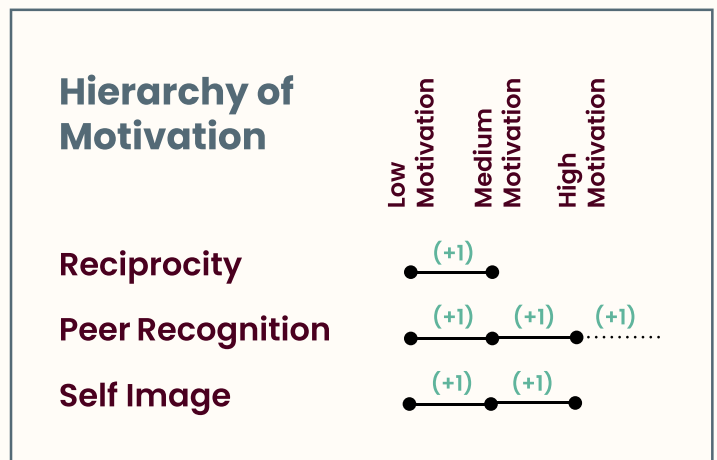 Hierarchy of
Motivation
Low
Motivation
Medium
Motivation
High
Motivation
Reciprocity
(+1)
Peer Recognition
(+1) (+1) (+1)
Self Image
(+1) (+1)